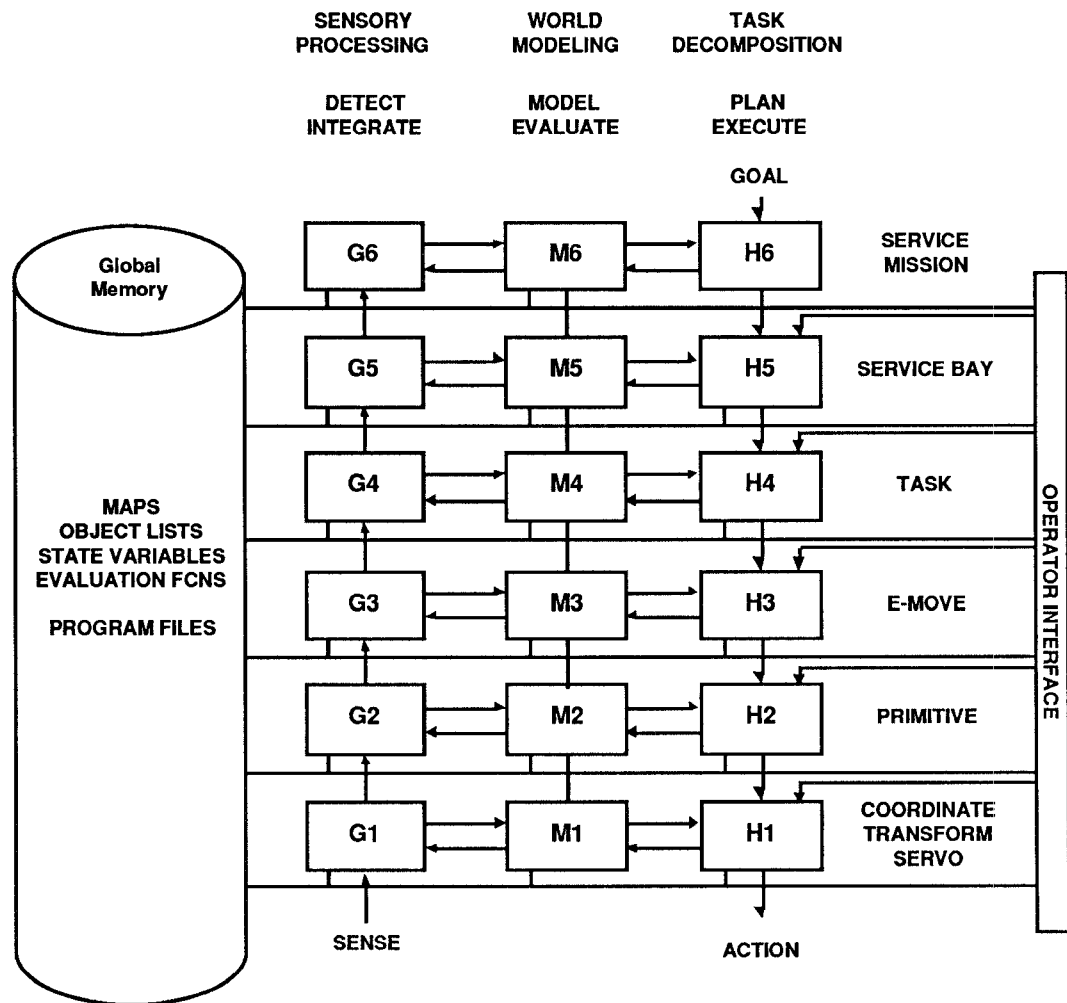 SENSORY
PROCESSING
WORLD
MODELING
TASK
DECOMPOSITION
DETECT
INTEGRATE
MODEL
EVALUATE
PLAN
EXECUTE
GOAL
Global
Memory
MAPS
OBJECT LISTS
STATE VARIABLES
EVALUATION FCNS
PROGRAM FILES
G6
M6
H6
SERVICE
MISSION
G5
M5
H5
SERVICE BAY
G4
M4
H4
TASK
G3
M3
H3
E-MOVE
G2
M2
H2
PRIMITIVE
G1
M1
H1
COORDINATE
TRANSFORM
SERVO
OPERATOR INTERFACE
SENSE
ACTION